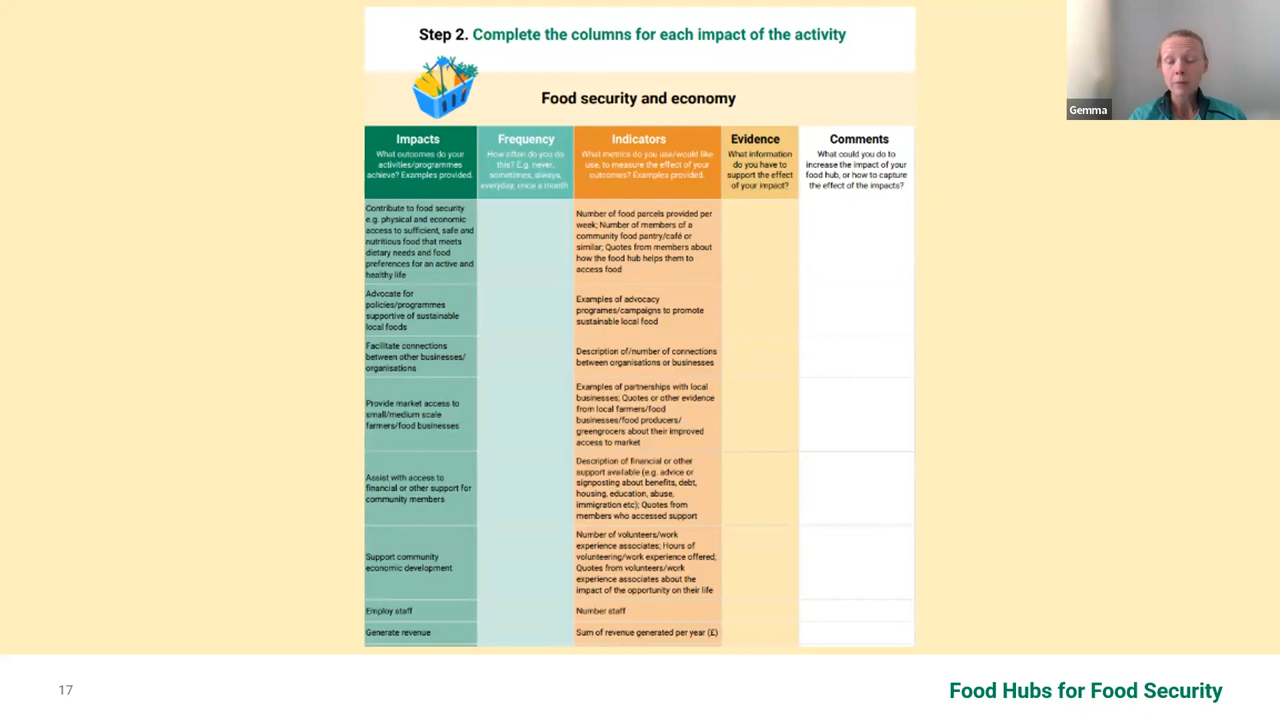 Step 2. Complete the columns for each impact of the activity
Food security and economy
Impacts
What outcomes do your
activities/programmes
achieve? Examples provided.
Frequency
How often do you do
this? E.g. never,
sometimes, always,
everyday, once a month
Indicators
What metrics do you use/would like
use, to measure the effect of your
outcomes? Examples provided.
Evidence
What information
do you have to
support the effect
of your impact?
Comments
What could you do to
increase the impact of your
food hub, or how to capture
the effect of the impacts?
Contribute to food security
e.g. physical and economic
access to sufficient, safe and
nutritious food that meets
dietary needs and food
preferences for an active and
healthy life
Number of food parcels provided per
week; Number of members of a
community food pantry/café or
similar; Quotes from members about
how the food hub helps them to
access food
Advocate for
policies/programmes
supportive of sustainable
local foods
Examples of advocacy
programes/campaigns to promote
sustainable local food
Facilitate connections
between other businesses/
organisations
Description of/number of connections
between organisations or businesses
Provide market access to
small/medium scale
farmers/food businesses
Examples of partnerships with local
businesses; Quotes or other evidence
from local farmers/food
businesses/food producers/
greengrocers about their improved
access to market
Assist with access to
financial or other support for
community members
Description of financial or other
support available (e.g. advice or
signposting about benefits, debt,
housing, education, abuse,
immigration etc); Quotes from
members who accessed support
Support community
economic development
Number of volunteers/work
experience associates; Hours of
volunteering/work experience offered;
Quotes from volunteers/work
experience associates about the
impact of the opportunity on their life
Employ staff
Number staff
Generate revenue
Sum of revenue generated per year (£)
Gemma
17
Food Hubs for Food Security